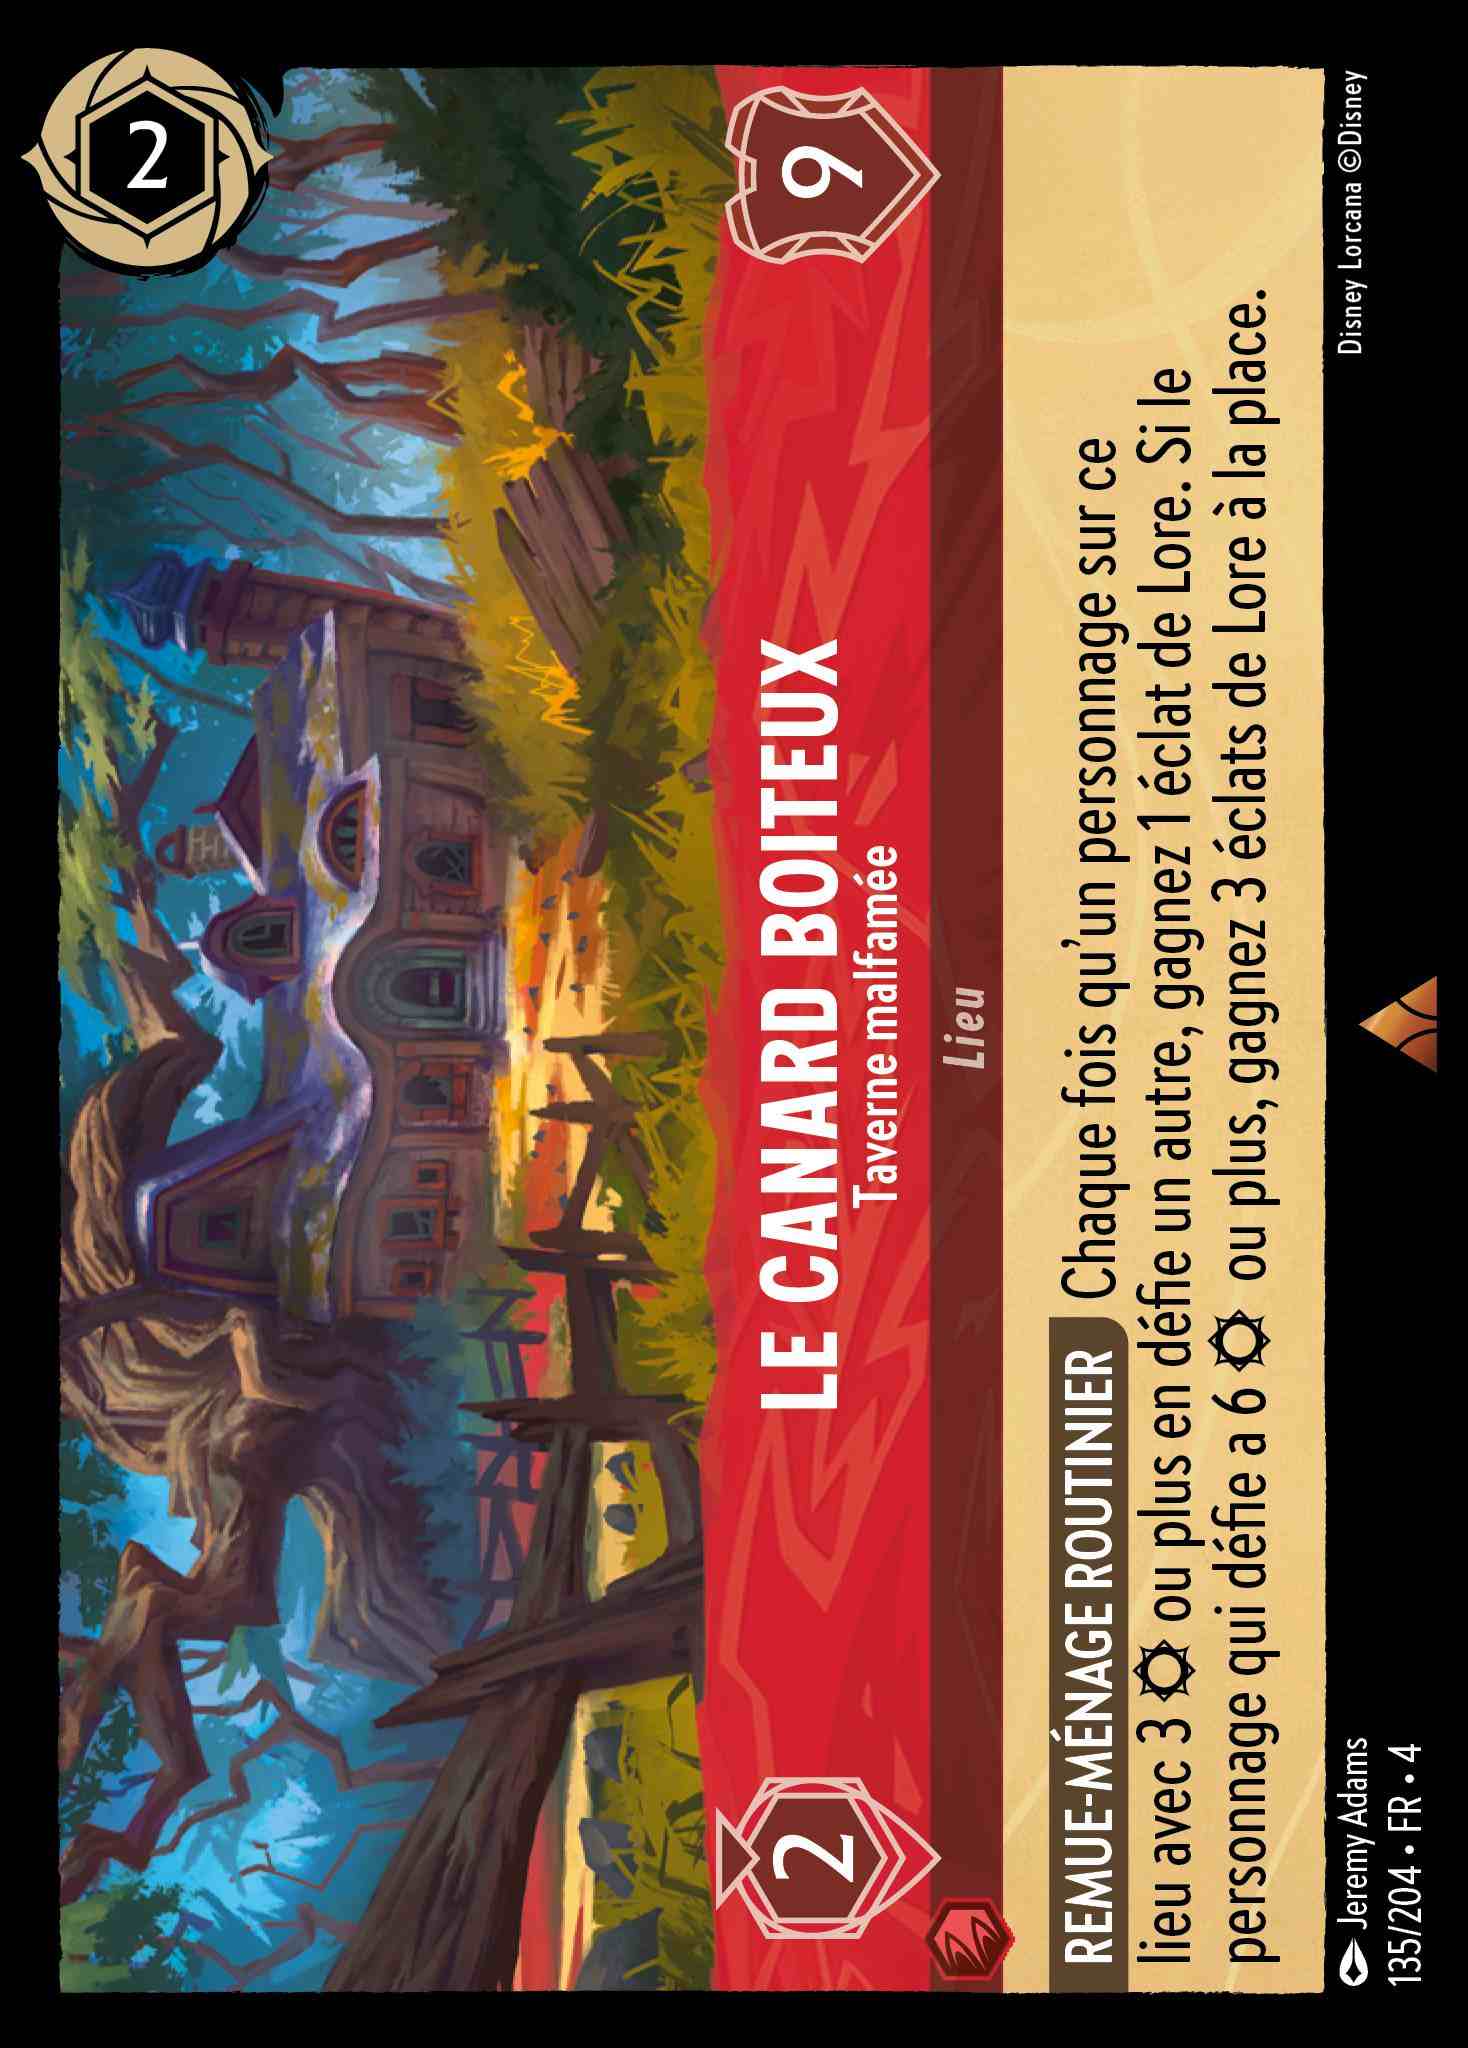 2
LE CANARD BOITEUX
Taverne malfamée
2
9
Lieu
REMUE-MÉNAGE ROUTINIER Chaque fois qu'un personnage sur ce
lieu avec 3 ou plus en défie un autre, gagnez 1 éclat de Lore. Si le
personnage qui défie a 6 ou plus, gagnez 3 éclats de Lore à la place.
Jeremy Adams
Disney Lorcana ©Disney
135/204 • FR • 4